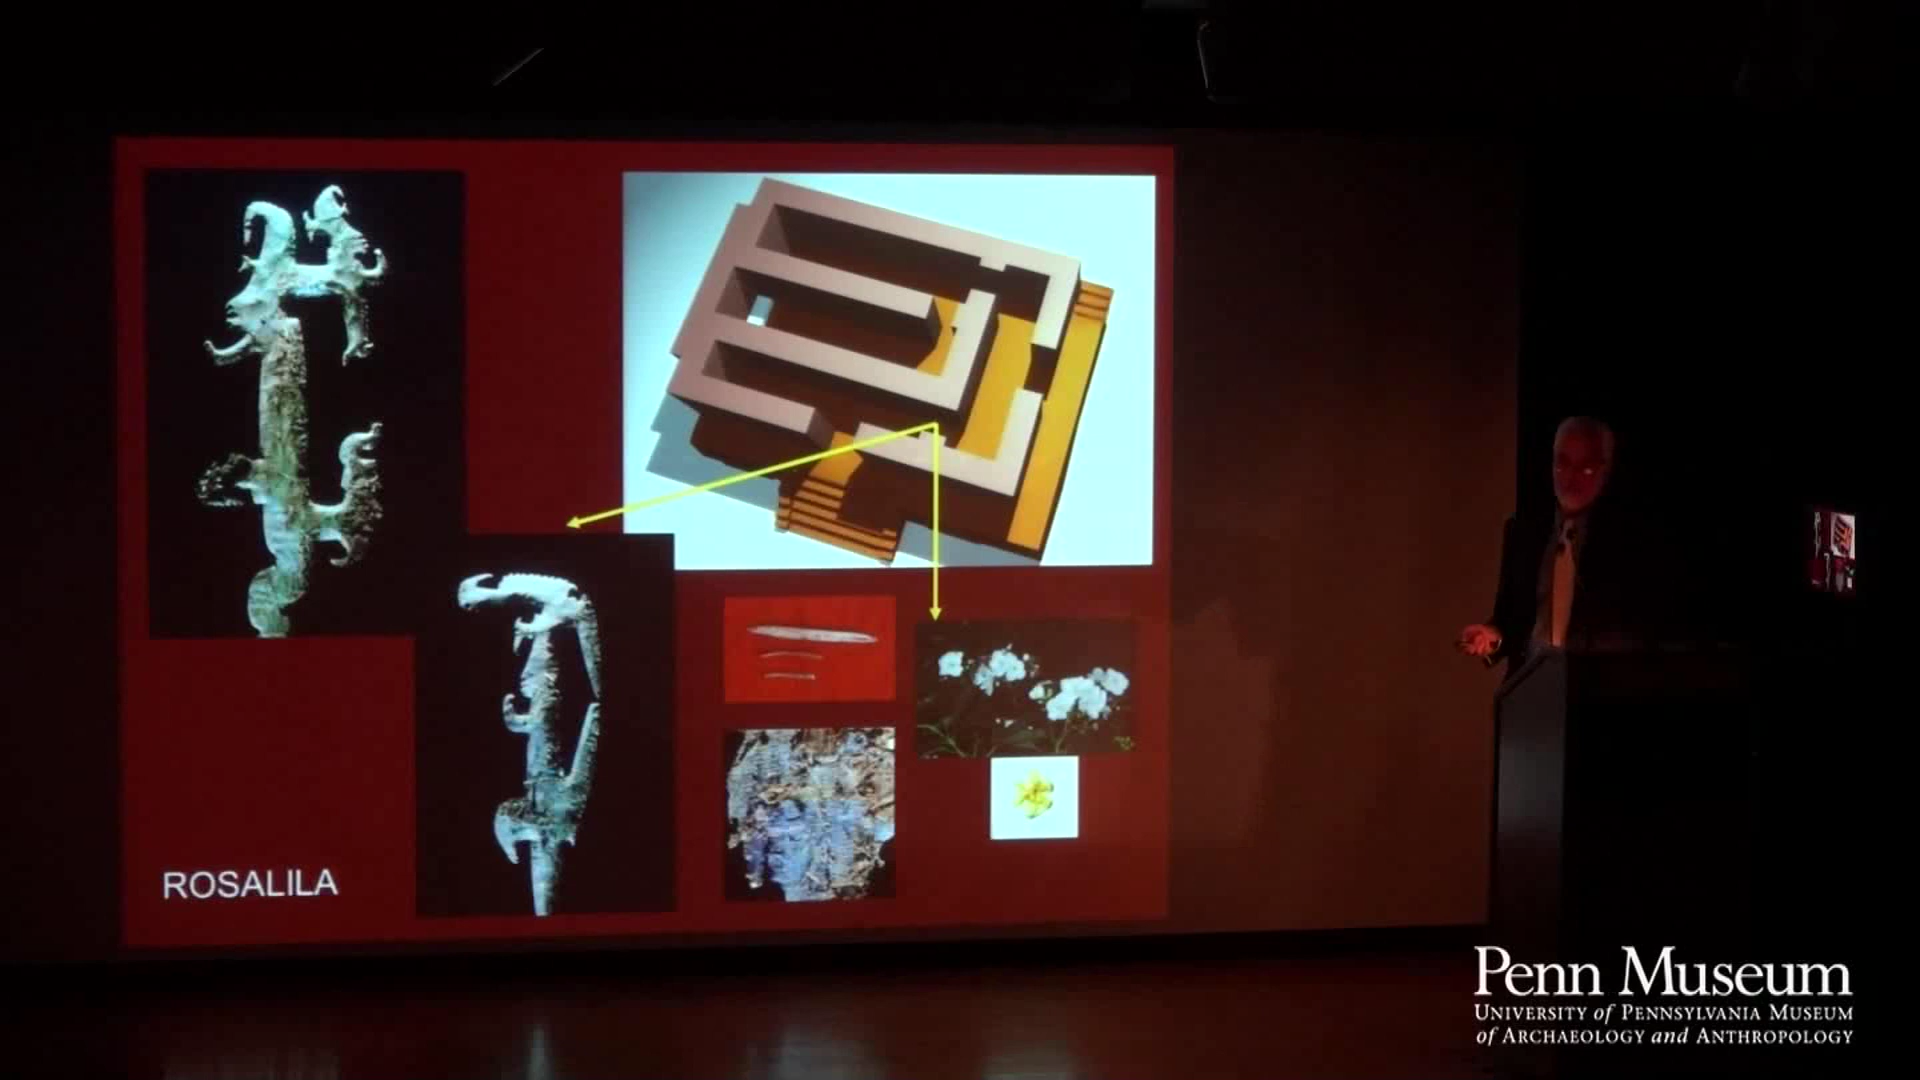 ROSALILA
Penn Museum
UNIVERSITY of PENNSYLVANIA MUSEUM
of ARCHAEOLOGY and ANTHROPOLOGY